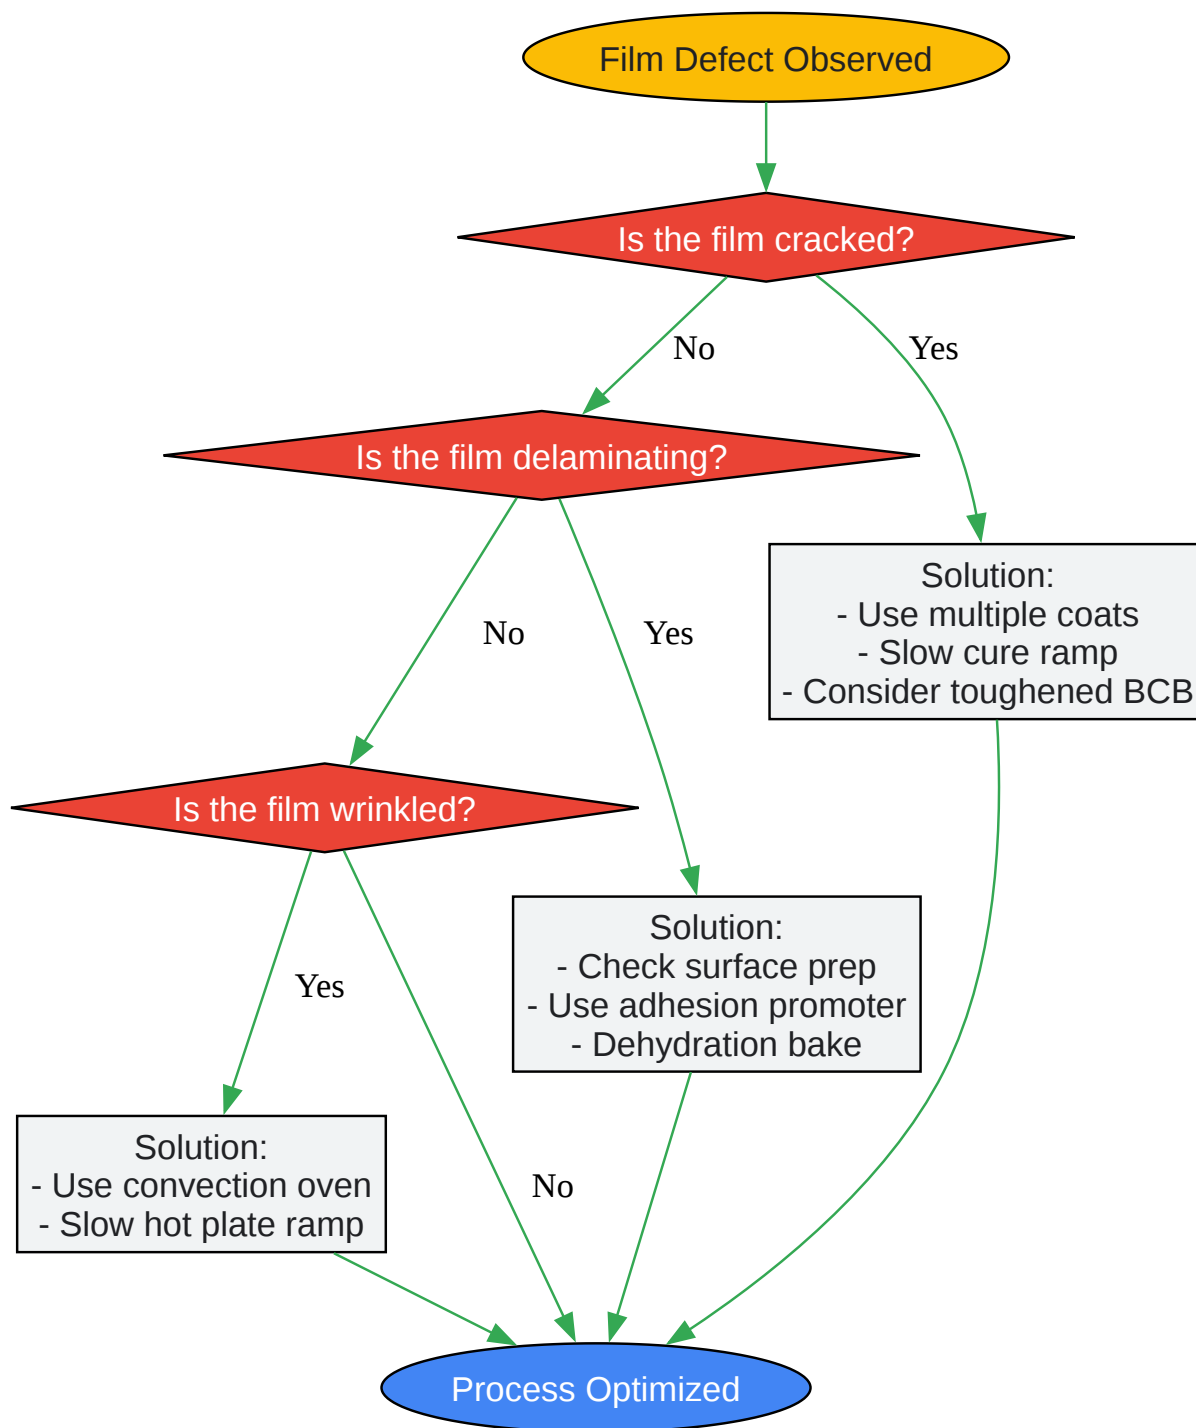 Film Defect Observed
Is the film cracked?
No
Yes
Is the film delaminating?
Solution:
- Use multiple coats
- Slow cure ramp
- Consider toughened BCB
No
Yes
Is the film wrinkled?
Solution:
- Check surface prep
- Use adhesion promoter
- Dehydration bake
Yes
Solution:
- Use convection oven
- Slow hot plate ramp
No
Process Optimized